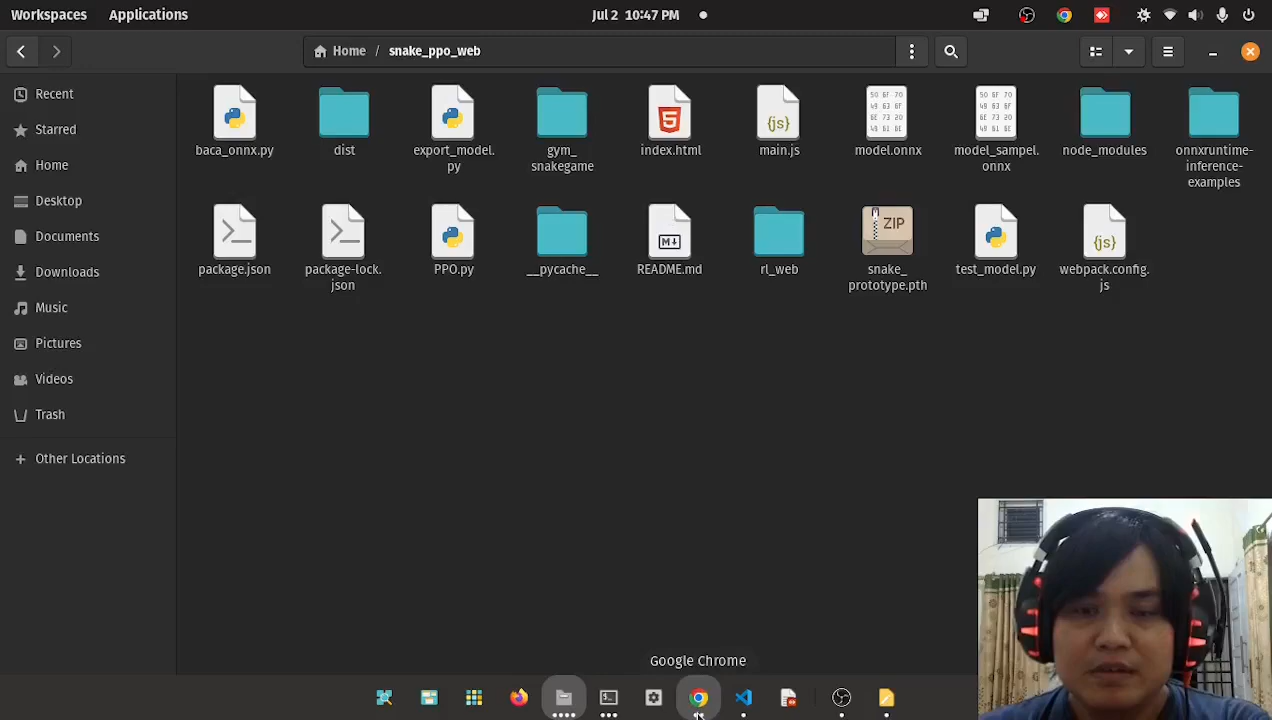 Workspaces Applications Jul 2 10:47 PM
Home snake_ppo_web
Recent
Starred
Home
Desktop
Documents
Downloads
Music
Pictures
Videos
Trash
Other Locations
baca_onnx.py
dist
export_model.
py
gym_
snakegame
index.html
main.js
model.onnx
model_sampel.
onnx
node_modules
onnxruntime-
inference-
examples
package.json
package-lock.
json
PPO.py
__pycache__
README.md
rl_web
ZIP
snake_
prototype.pth
test_model.py
webpack.config.
js
Google Chrome